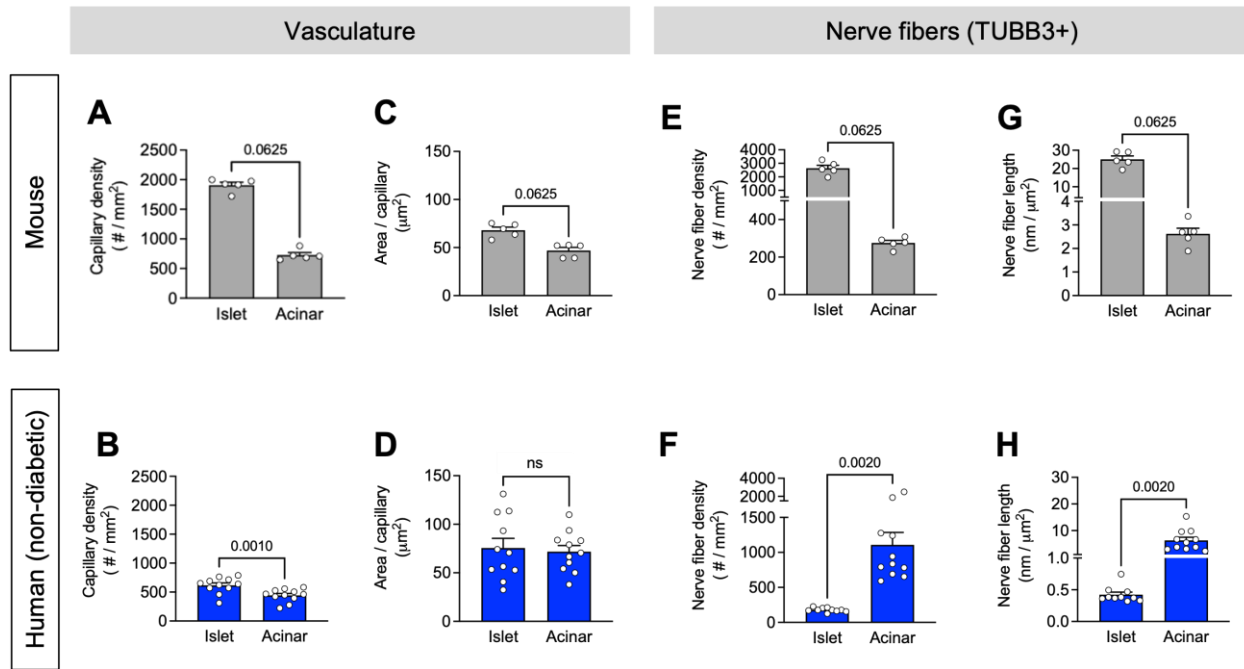 Vasculature
Nerve fibers (TUBB3+)
Mouse
A
Capillary density
( # / mm²)
2500
2000
1500
1000
500
0
0.0625
Islet
Acinar
C
Area / capillary
(µm²)
150
100
50
0
0.0625
Islet
Acinar
E
Nerve fiber density
( # / mm²)
4000
3000
2000
1000
400
200
0
0.0625
Islet
Acinar
G
Nerve fiber length
(nm / µm²)
30
20
10
4
3
2
1
0
0.0625
Islet
Acinar
Human (non-diabetic)
B
Capillary density
( # / mm²)
2500
2000
1500
1000
500
0
0.0010
Islet
Acinar
D
Area / capillary
(µm²)
150
100
50
0
ns
Islet
Acinar
F
Nerve fiber density
( # / mm²)
4000
2000
1500
1000
500
0
0.0020
Islet
Acinar
H
Nerve fiber length
(nm / µm²)
30
20
10
1.0
0.5
0.0
0.0020
Islet
Acinar